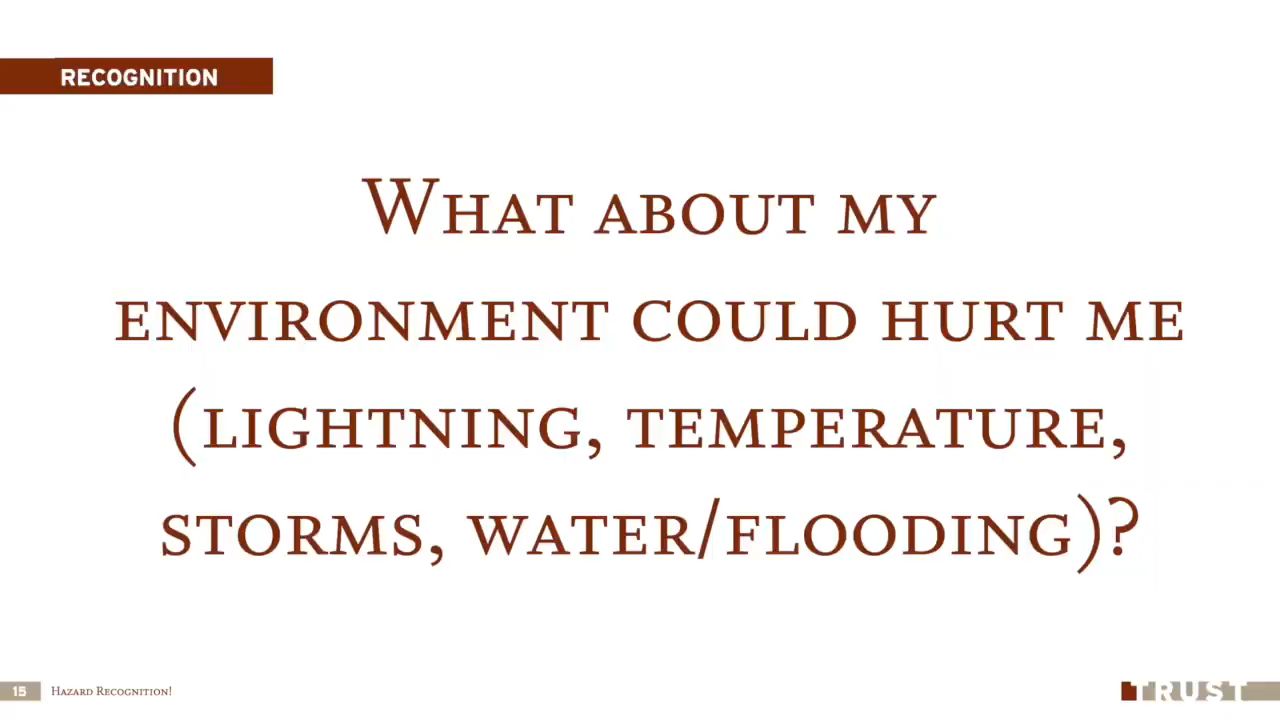 RECOGNITION
What about my
environment could hurt me
(lightning, temperature,
storms, water/flooding)?
15 Hazard Recognition!
TRUST